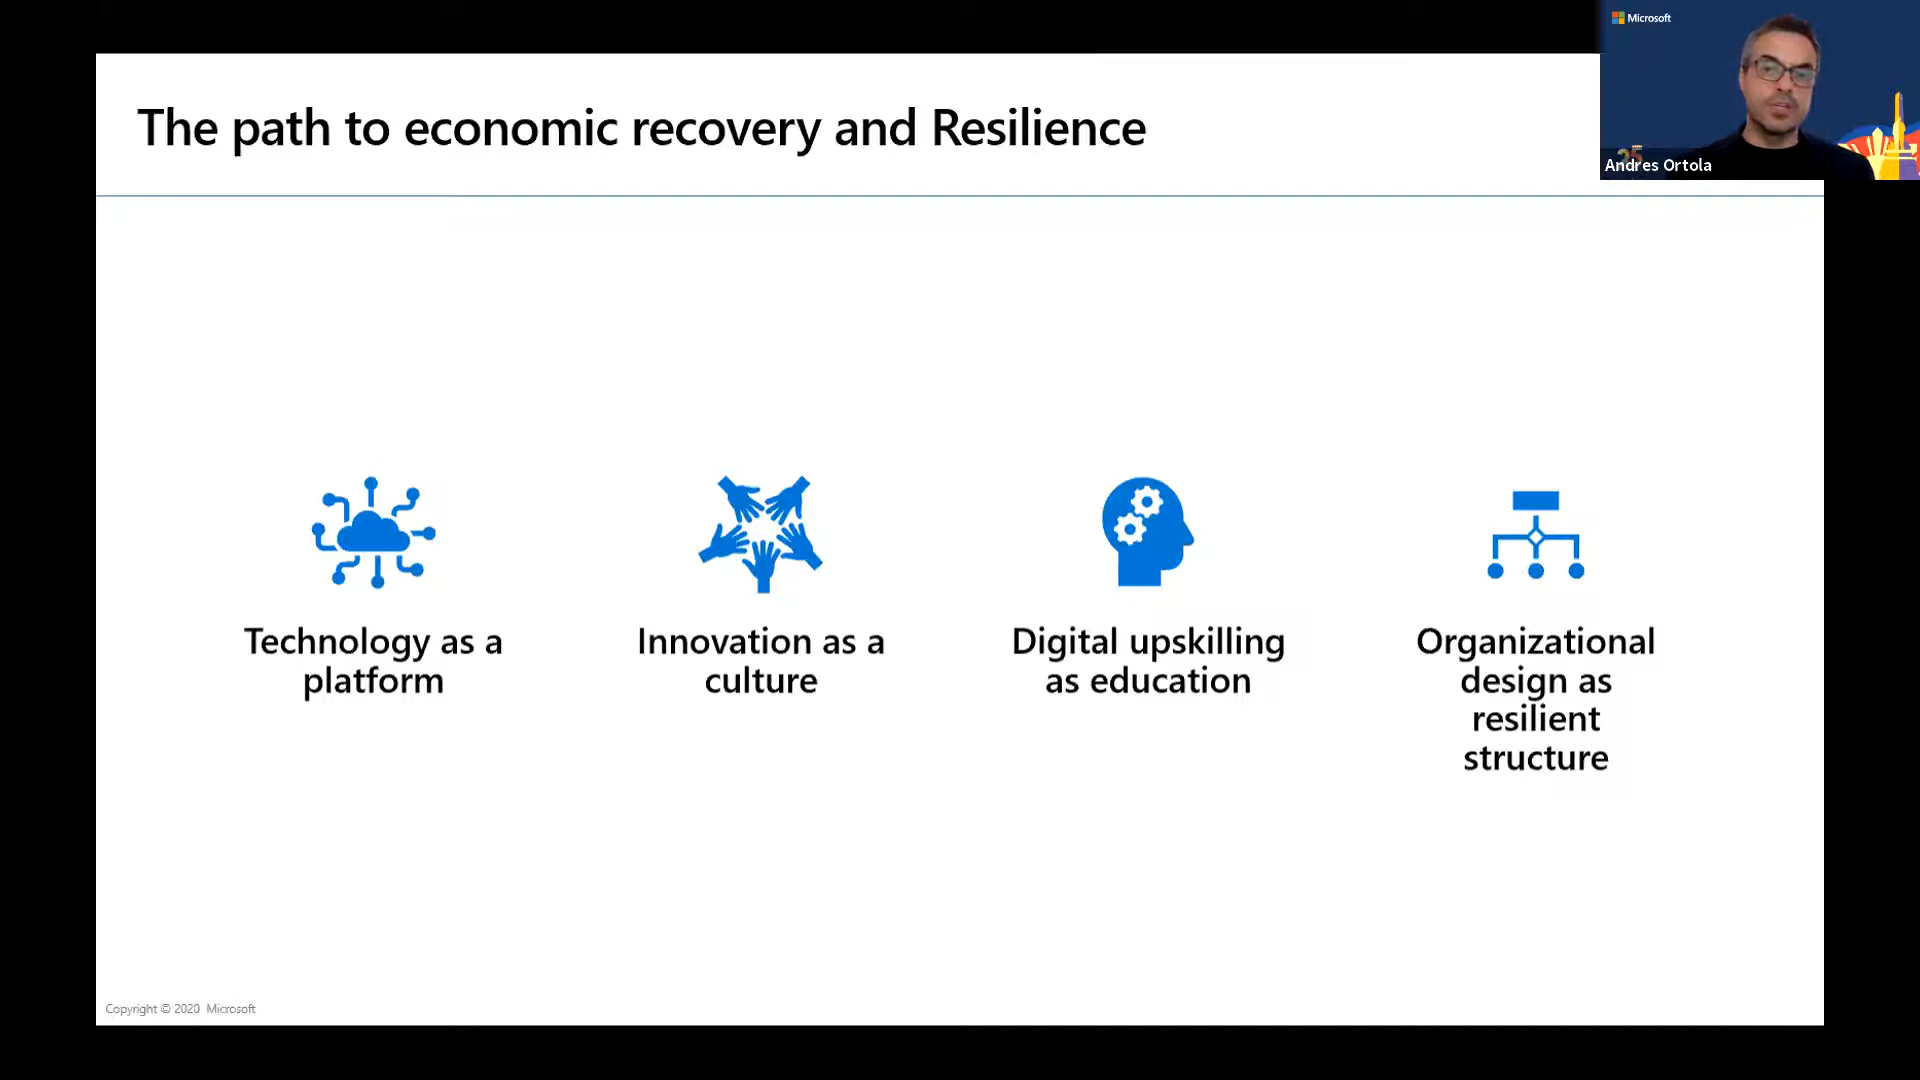 Microsoft
The path to economic recovery and Resilience
25
Andres Ortola
Technology as a
platform
Innovation as a
culture
Digital upskilling
as education
Organizational
design as
resilient
structure
Copyright © 2020 Microsoft